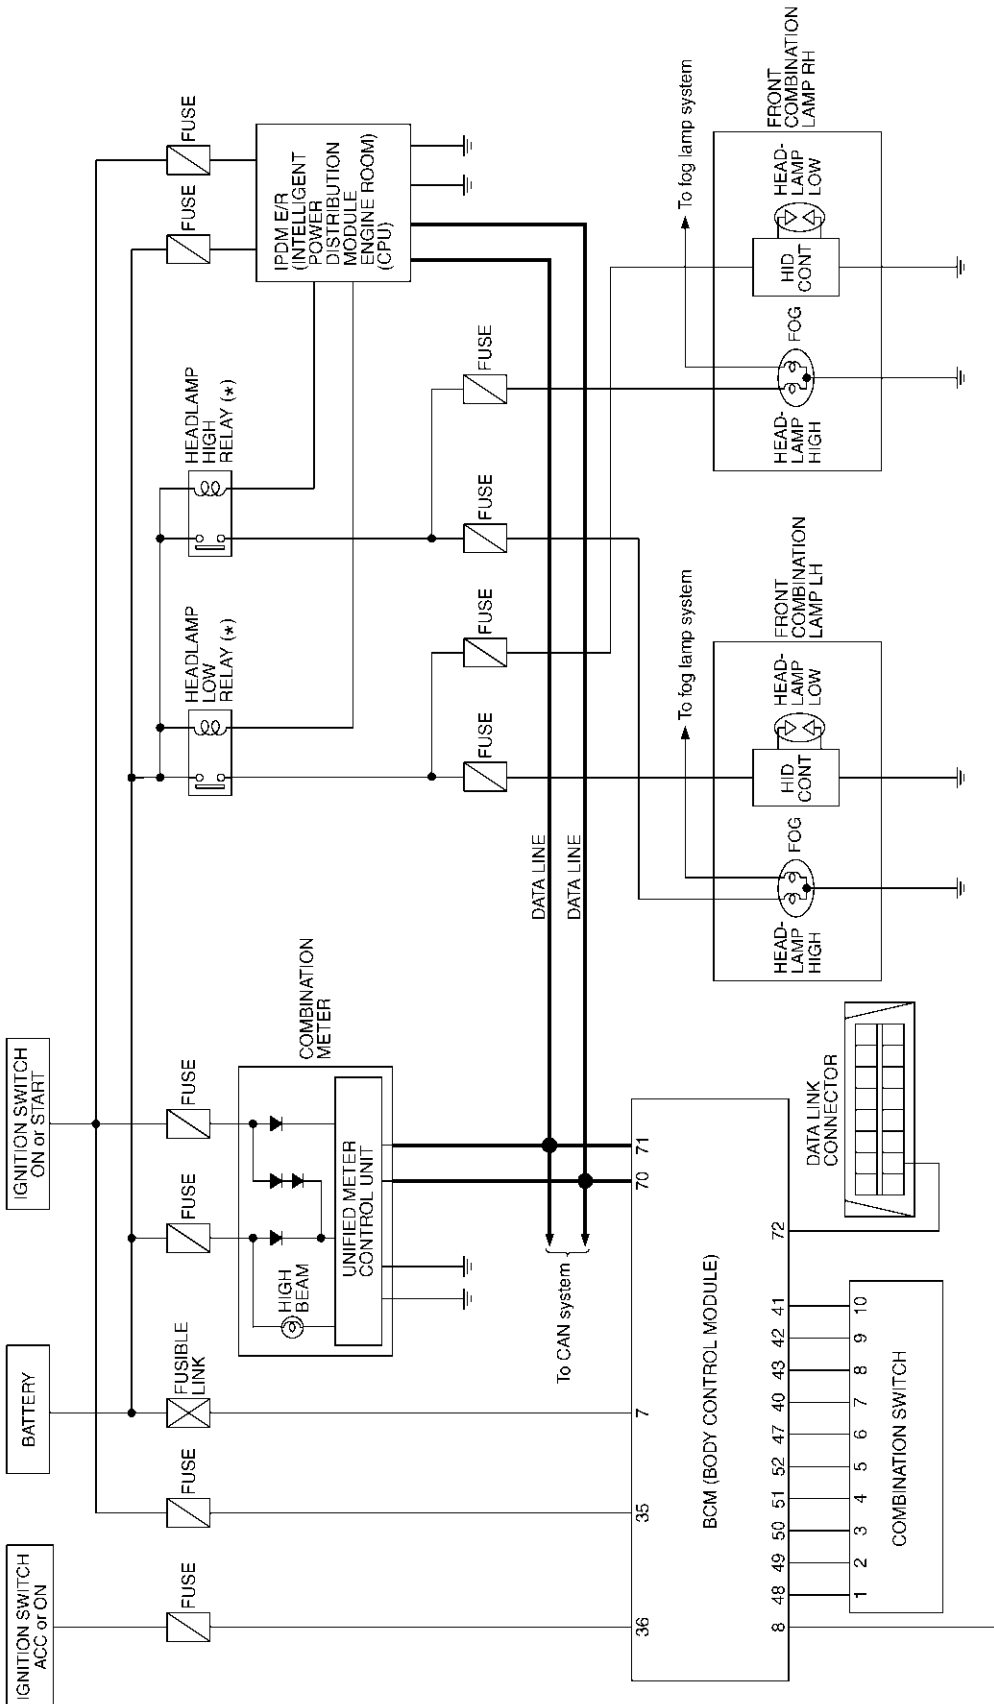 IGNITION SWITCH
ACC or ON
BATTERY
IGNITION SWITCH
ON or START
FUSE
FUSE
FUSIBLE
LINK
FUSE
FUSE
FUSE
FUSE
HEADLAMP
LOW
RELAY (*)
HEADLAMP
HIGH
RELAY (*)
IPDM E/R
(INTELLIGENT
POWER
DISTRIBUTION
MODULE
ENGINE ROOM)
(CPU)
COMBINATION
METER
HIGH
BEAM
UNIFIED METER
CONTROL UNIT
FUSE
FUSE
FUSE
FUSE
DATA LINE
DATA LINE
To CAN system
36
35
7
70
71
BCM (BODY CONTROL MODULE)
8
48
49
50
51
52
47
40
43
42
41
72
1
2
3
4
5
6
7
8
9
10
COMBINATION SWITCH
DATA LINK
CONNECTOR
To fog lamp system
FRONT
COMBINATION
LAMP LH
HEAD-
LAMP
HIGH
FOG
HID
CONT
HEAD-
LAMP
LOW
To fog lamp system
FRONT
COMBINATION
LAMP RH
HEAD-
LAMP
HIGH
FOG
HID
CONT
HEAD-
LAMP
LOW